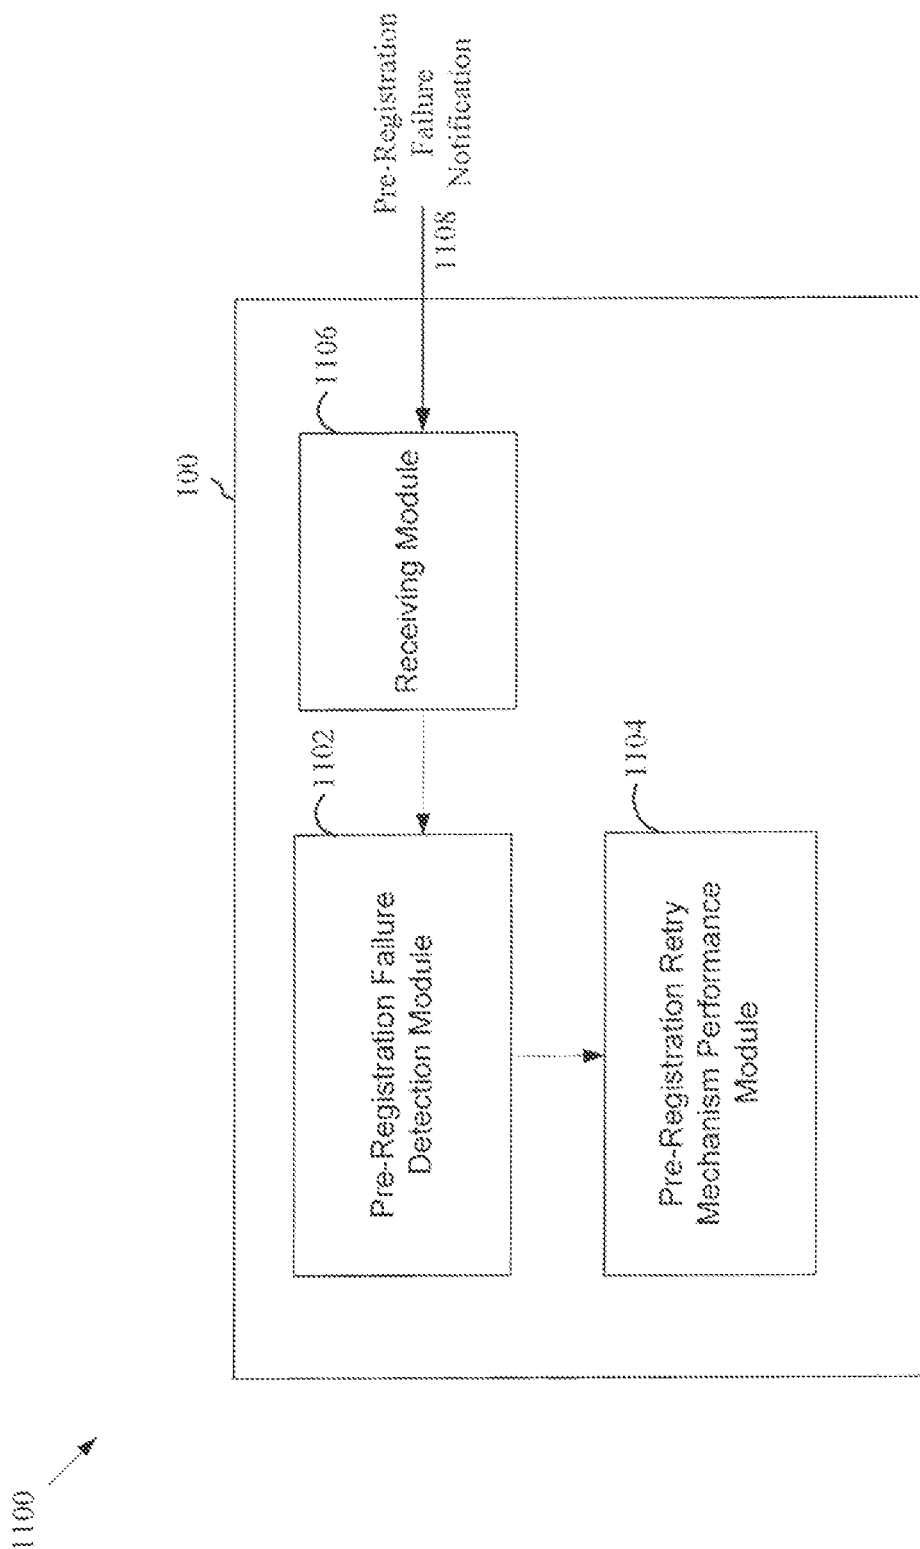 1100
100
1102
Pre-Registration Failure
Detection Module
1106
Receiving Module
1108
Pre-Registration
Failure
Notification
1104
Pre-Registration Retry
Mechanism Performance
Module